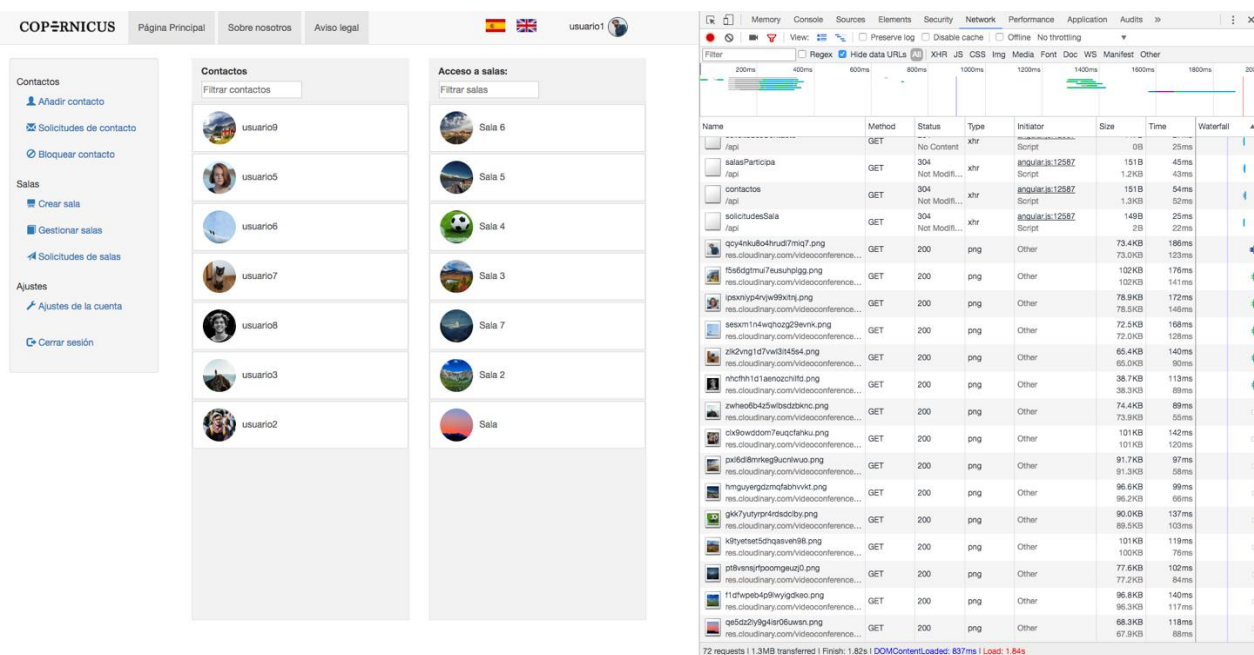 COPERNICUS
Página Principal
Sobre nosotros
Aviso legal
usuario1
Contactos
Añadir contacto
Solicitudes de contacto
Bloquear contacto
Salas
Crear sala
Gestionar salas
Solicitudes de salas
Ajustes
Ajustes de la cuenta
Cerrar sesión
Contactos
Filtrar contactos
usuario9
usuario5
usuario6
usuario7
usuario8
usuario3
usuario2
Acceso a salas:
Filtrar salas
Sala 6
Sala 5
Sala 4
Sala 3
Sala 7
Sala 2
Sala
Memory Console Sources Elements Security Network Performance Application Audits »
View: Preserve log Disable cache Offline No throttling
Filter Regex Hide data URLs All XHR JS CSS Img Media Font Doc WS Manifest Other
200ms 400ms 600ms 800ms 1000ms 1200ms 1400ms 1600ms 1800ms
Name Method Status Type Initiator Size Time Waterfall
GET xhr
/api No Content Script 0B 25ms
salasParticipa GET 304 xhr angular.js:12587 151B 45ms
/api Not Modifi... Script 1.2KB 43ms
contactos GET 304 xhr angular.js:12587 151B 54ms
/api Not Modifi... Script 1.3KB 52ms
solicitudesSala GET 304 xhr angular.js:12587 149B 25ms
/api Not Modifi... Script 2B 22ms
qcy4nku8o4hrudl7miq7.png GET 200 png Other 73.4KB 186ms
res.cloudinary.com/videoconference... 73.0KB 123ms
f5s6dgtmui7eusuhplgg.png GET 200 png Other 102KB 176ms
res.cloudinary.com/videoconference... 102KB 141ms
ipsxniyp4rvjw99xitnj.png GET 200 png Other 78.9KB 172ms
res.cloudinary.com/videoconference... 78.5KB 146ms
sesxm1n4wqhozg29evnk.png GET 200 png Other 72.5KB 168ms
res.cloudinary.com/videoconference... 72.0KB 128ms
zlk2vng1d7vwl3it45s4.png GET 200 png Other 65.4KB 140ms
res.cloudinary.com/videoconference... 65.0KB 90ms
nhcfhh1d1aenozchilfd.png GET 200 png Other 38.7KB 113ms
res.cloudinary.com/videoconference... 38.3KB 89ms
zwheo6b4z5wibsdzbknc.png GET 200 png Other 74.4KB 89ms
res.cloudinary.com/videoconference... 73.9KB 55ms
clx9owddom7euqcfahku.png GET 200 png Other 101KB 142ms
res.cloudinary.com/videoconference... 101KB 120ms
pxl6dl8mrkeg9ucnlwuo.png GET 200 png Other 91.7KB 97ms
res.cloudinary.com/videoconference... 91.3KB 58ms
hmguyergdzmqfabhvvkt.png GET 200 png Other 96.6KB 99ms
res.cloudinary.com/videoconference... 96.2KB 66ms
gkk7yutyrpr4rdsdclby.png GET 200 png Other 90.0KB 137ms
res.cloudinary.com/videoconference... 89.5KB 103ms
k9tyetset5dhqasveh98.png GET 200 png Other 101KB 119ms
res.cloudinary.com/videoconference... 100KB 76ms
pt8vsnsjrfpoomgeuzj0.png GET 200 png Other 77.6KB 102ms
res.cloudinary.com/videoconference... 77.2KB 84ms
f1dfwpeb4p9lwyigdkeo.png GET 200 png Other 96.8KB 140ms
res.cloudinary.com/videoconference... 96.3KB 117ms
qe5dz2ly9g4isr06uwsn.png GET 200 png Other 68.3KB 118ms
res.cloudinary.com/videoconference... 67.9KB 88ms
72 requests | 1.3MB transferred | Finish: 1.82s | DOMContentLoaded: 837ms | Load: 1.84s